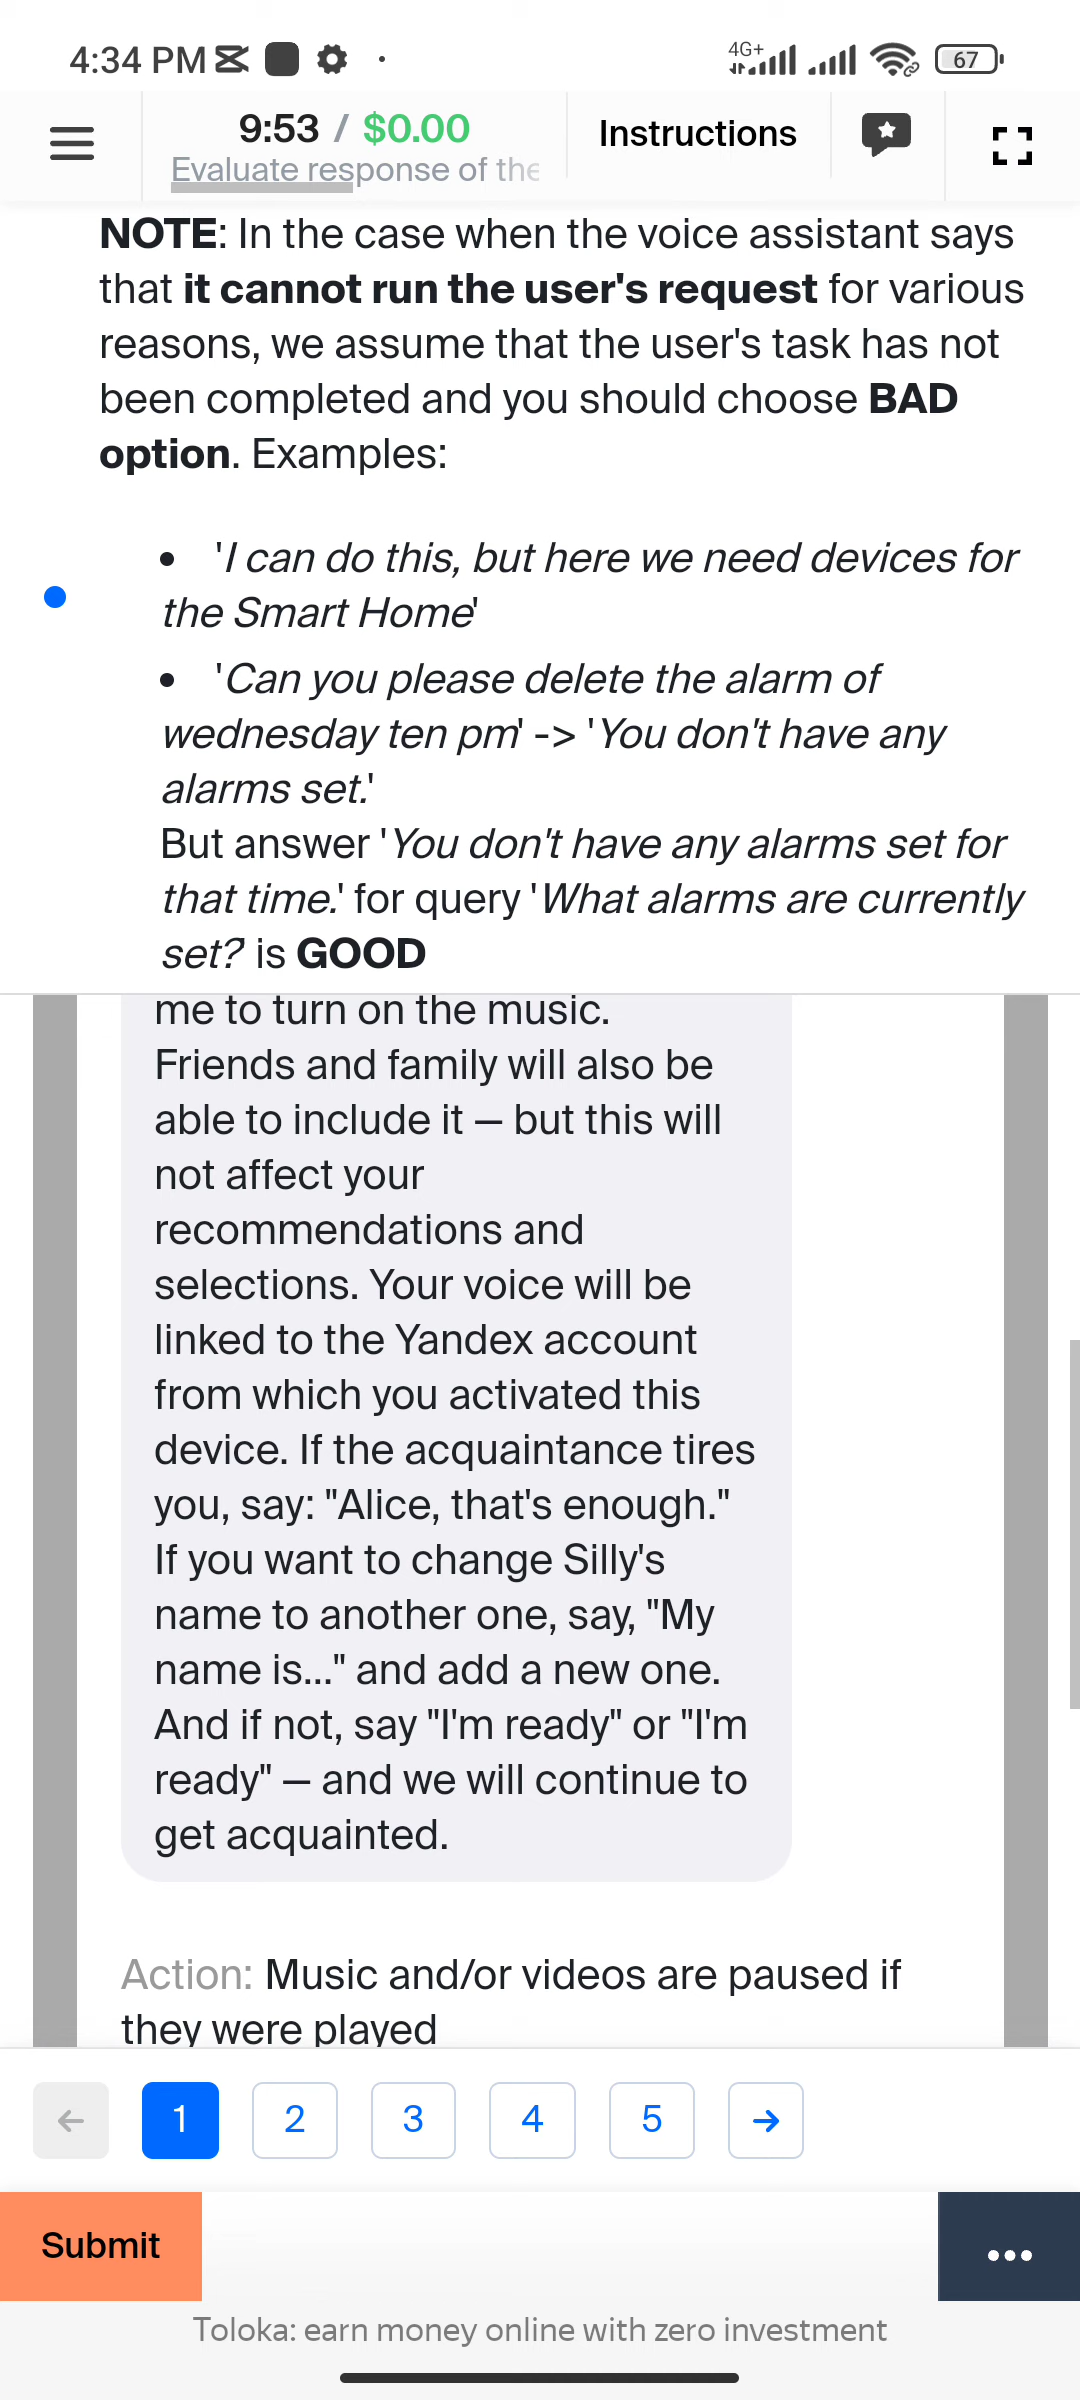 4:34 PM
4G+
67
9:53 / $0.00
Evaluate response of the
Instructions
NOTE: In the case when the voice assistant says
that it cannot run the user's request for various
reasons, we assume that the user's task has not
been completed and you should choose BAD
option. Examples:
• 'I can do this, but here we need devices for
the Smart Home'
• 'Can you please delete the alarm of
wednesday ten pm' -> 'You don't have any
alarms set.'
But answer 'You don't have any alarms set for
that time.' for query 'What alarms are currently
set?' is GOOD
me to turn on the music.
Friends and family will also be
able to include it — but this will
not affect your
recommendations and
selections. Your voice will be
linked to the Yandex account
from which you activated this
device. If the acquaintance tires
you, say: "Alice, that's enough."
If you want to change Silly's
name to another one, say, "My
name is..." and add a new one.
And if not, say "I'm ready" or "I'm
ready" — and we will continue to
get acquainted.
Action: Music and/or videos are paused if
they were played
1 2 3 4 5
Submit
Toloka: earn money online with zero investment